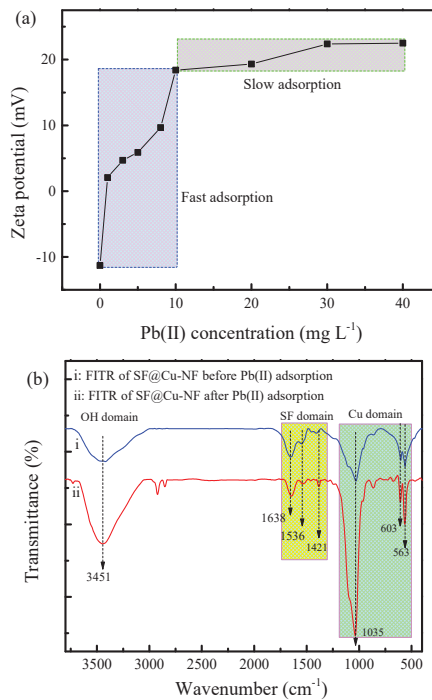 (a)
Zeta potential (mV)
20
10
0
-10
Slow adsorption
Fast adsorption
0
10
20
30
40
Pb(II) concentration (mg L-1)
(b)
i: FITR of SF@Cu-NF before Pb(II) adsorption
ii: FITR of SF@Cu-NF after Pb(II) adsorption
OH domain
SF domain
Cu domain
i
ii
Transmittance (%)
3451
1638
1536
1421
603
563
1035
3500
3000
2500
2000
1500
1000
500
Wavenumber (cm-1)